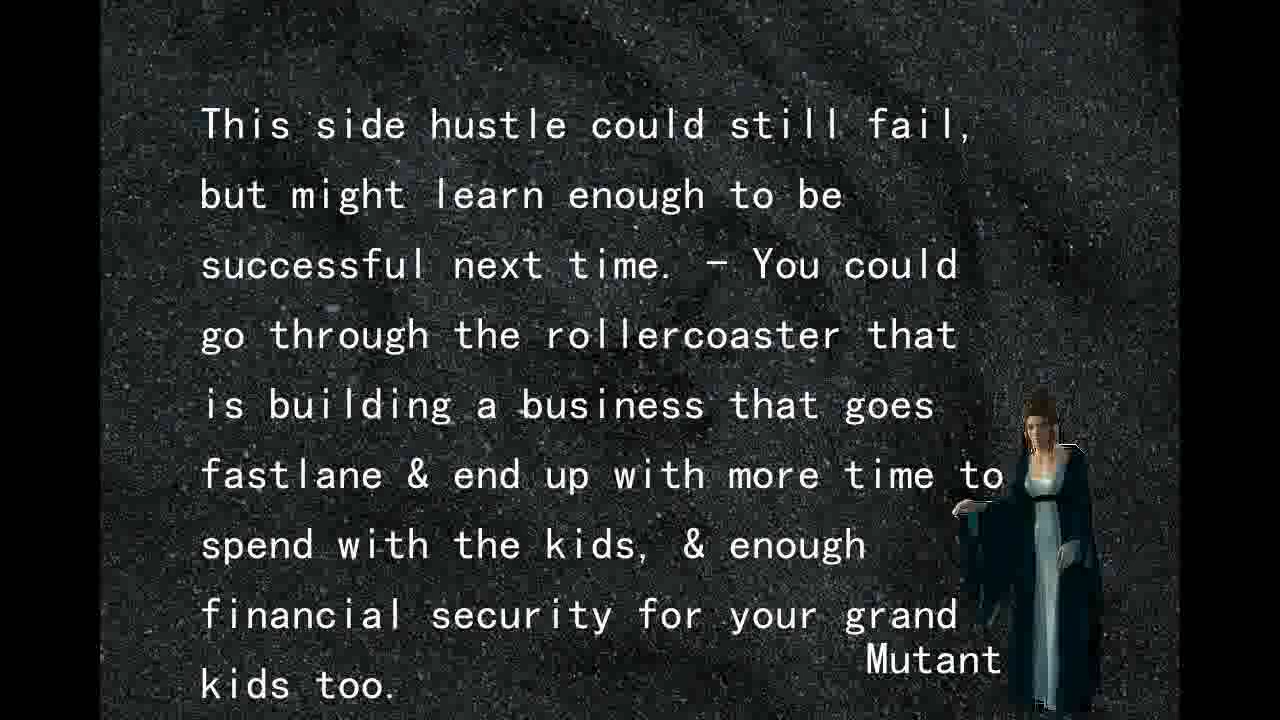 This side hustle could still fail,
but might learn enough to be
successful next time. - You could
go through the rollercoaster that
is building a business that goes
fastlane & end up with more time to
spend with the kids, & enough
financial security for your grand
kids too.
Mutant